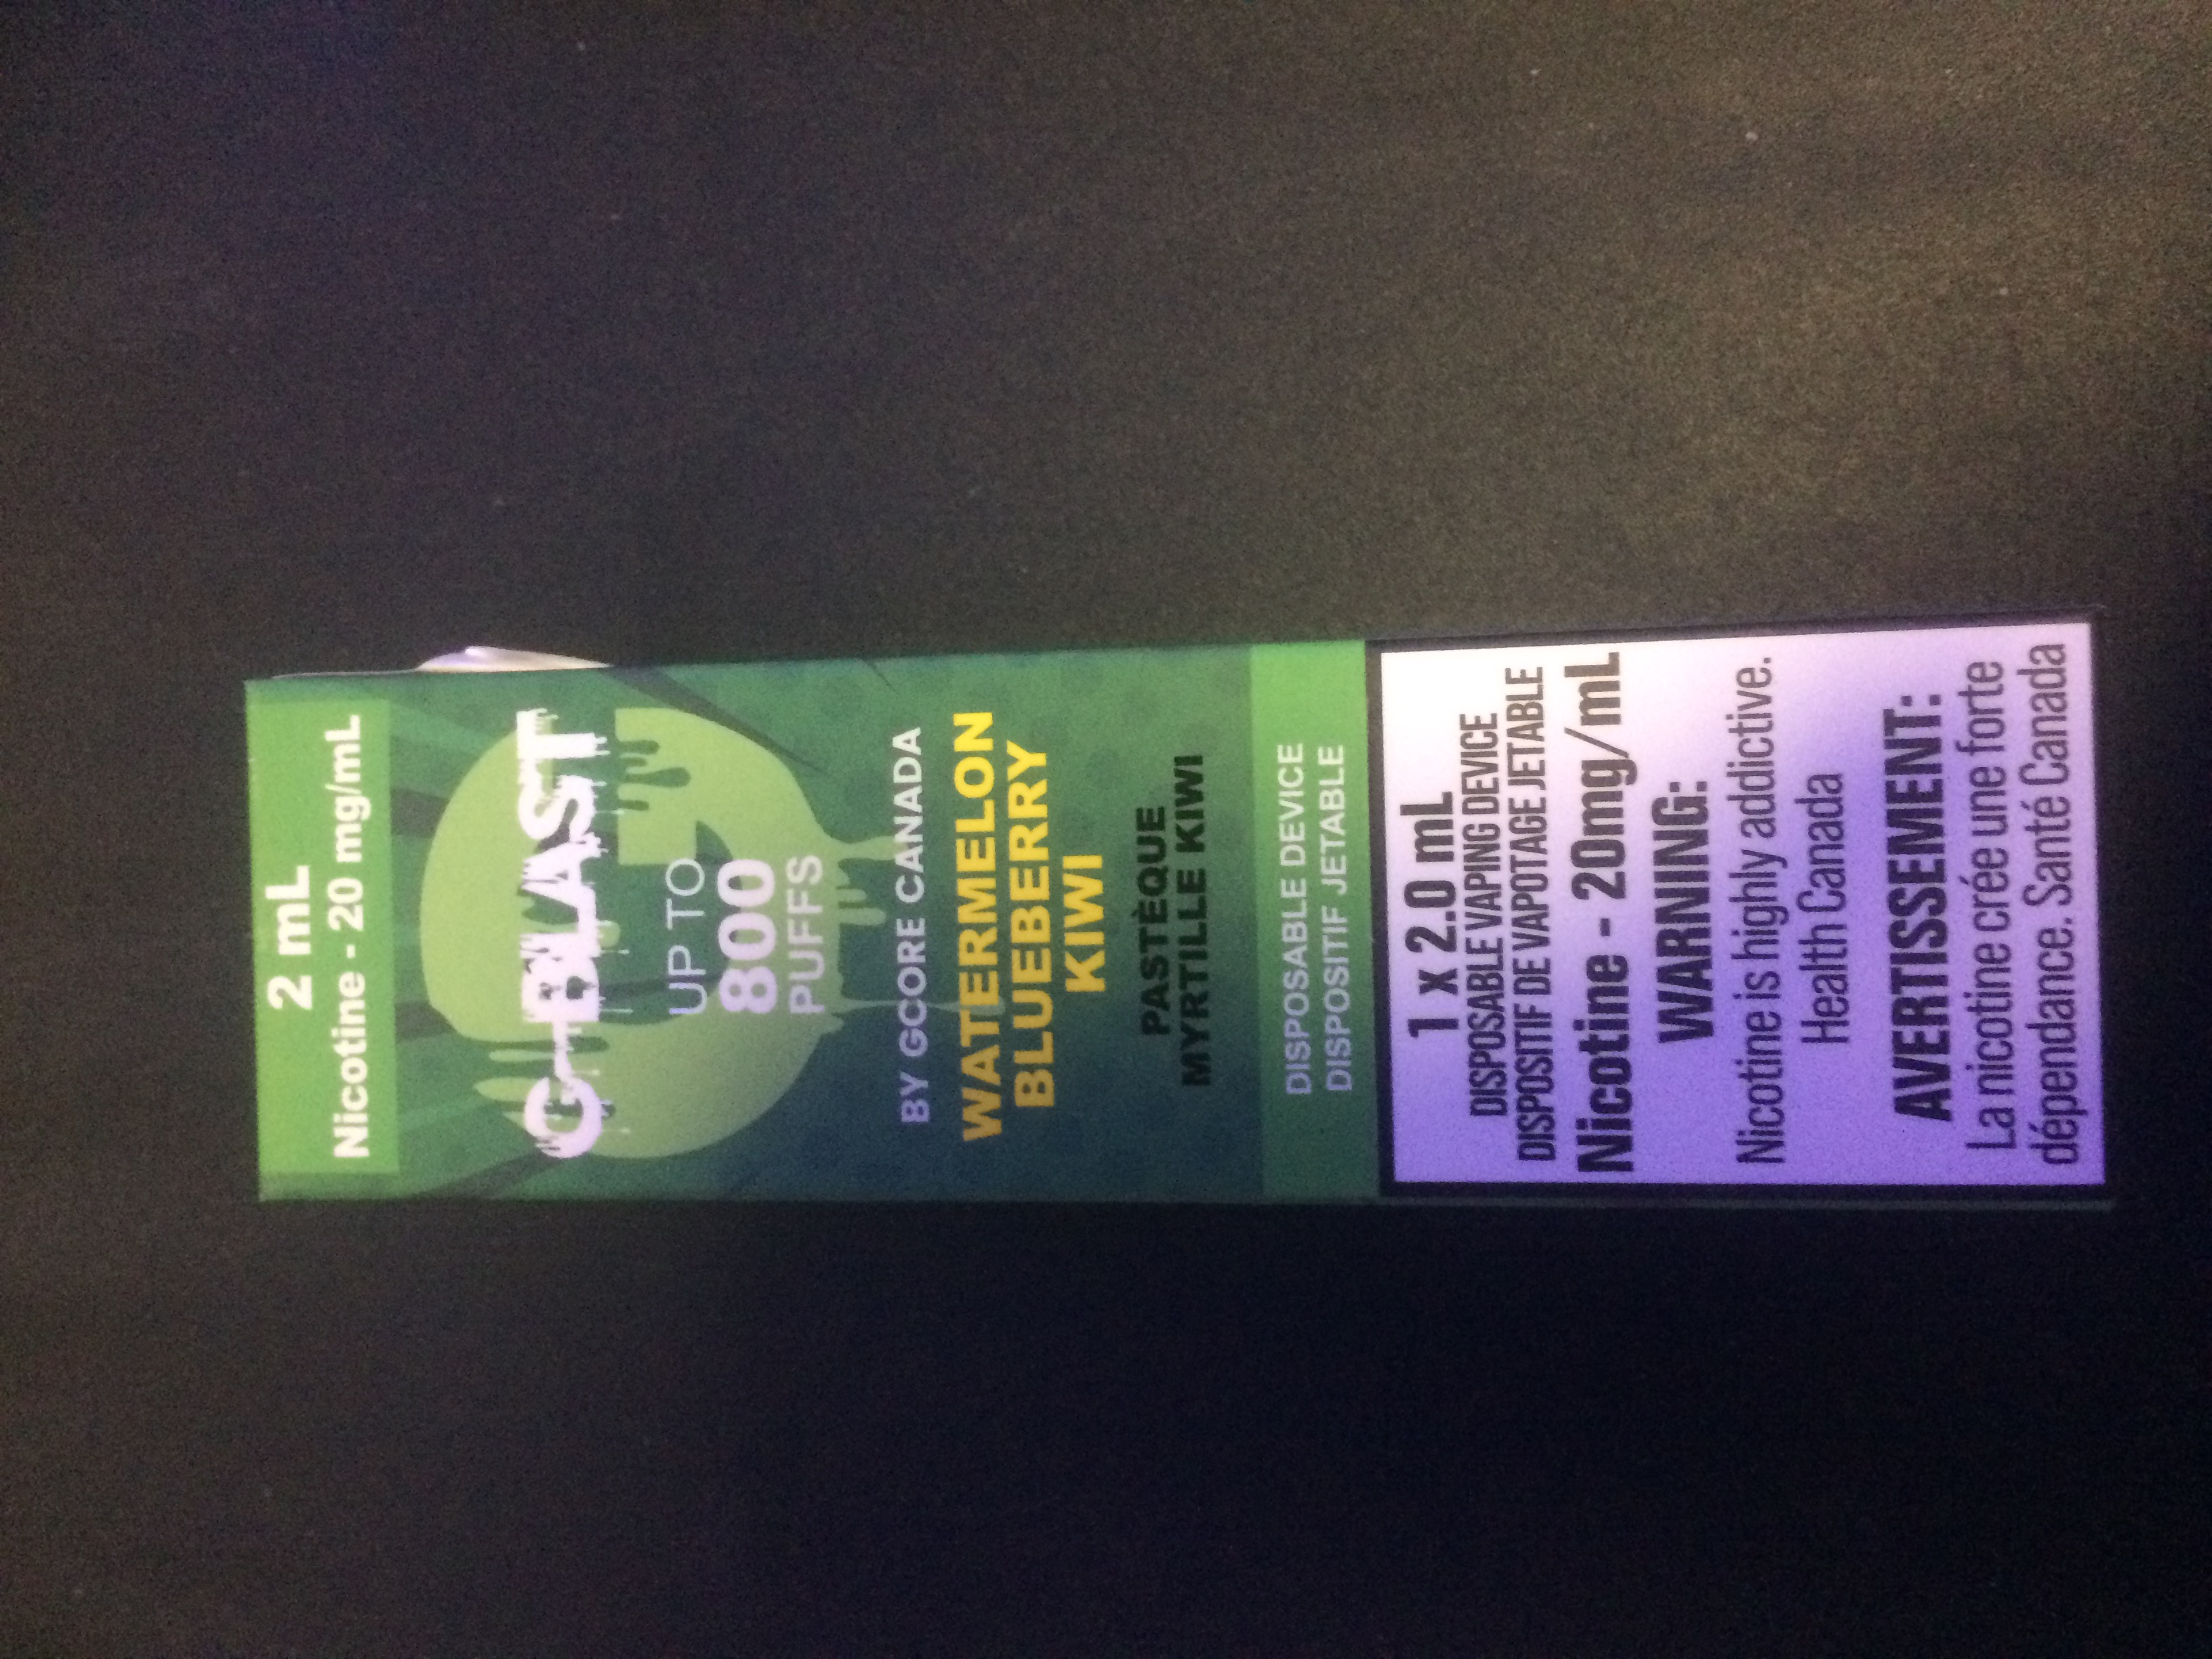 2 mL
Nicotine - 20 mg/mL
G-BLAST
UP TO
800
PUFFS
BY GCORE CANADA
WATERMELON
BLUEBERRY
KIWI
PASTÈQUE
MYRTILLE KIWI
DISPOSABLE DEVICE
DISPOSITIF JETABLE
1 x 2.0 mL
DISPOSABLE VAPING DEVICE
DISPOSITIF DE VAPOTAGE JETABLE
Nicotine - 20mg/mL
WARNING:
Nicotine is highly addictive.
Health Canada
AVERTISSEMENT:
La nicotine crée une forte
dépendance. Santé Canada